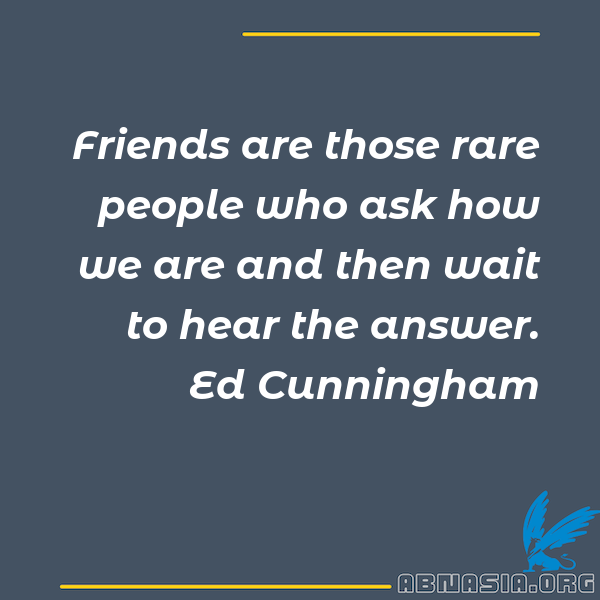 Friends are those rare
people who ask how
we are and then wait
to hear the answer.
Ed Cunningham
ABNASIA.ORG